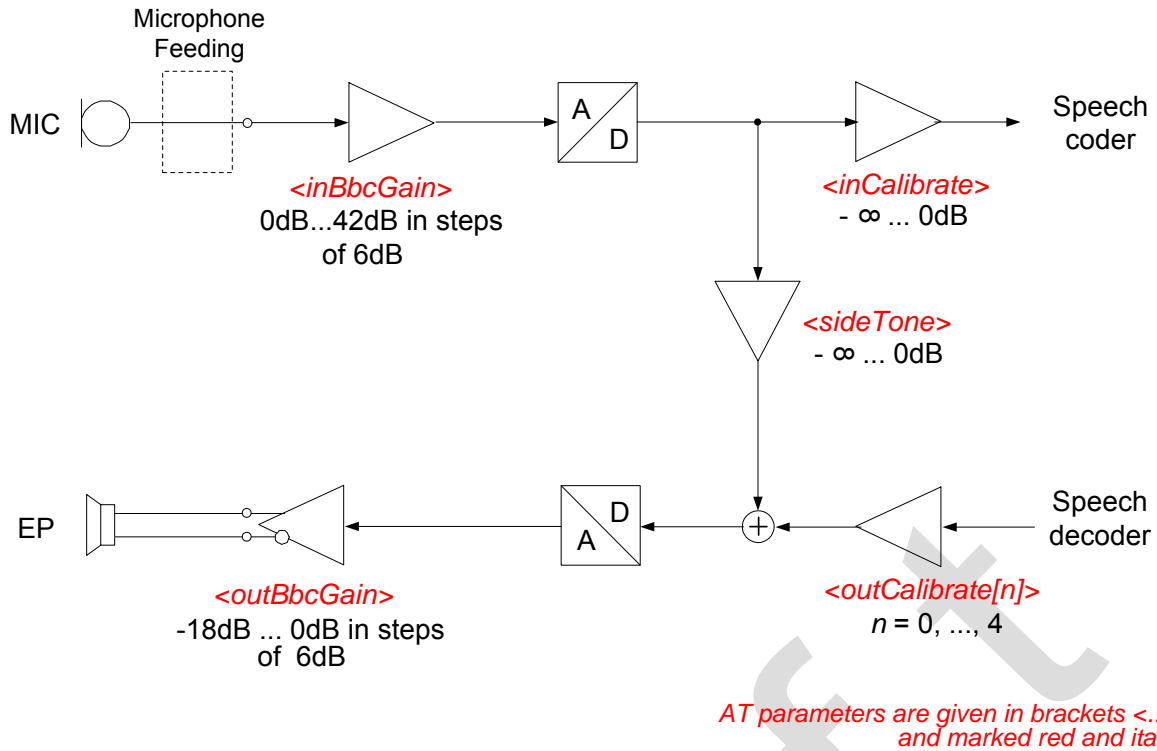 Microphone
Feeding
MIC
A
D
Speech
coder
<inBbcGain>
0dB...42dB in steps
of 6dB
<inCalibrate>
- ∞ ... 0dB
<sideTone>
- ∞ ... 0dB
EP
D
A
+
Speech
decoder
<outBbcGain>
-18dB ... 0dB in steps
of 6dB
<outCalibrate[n]>
n = 0, ..., 4
AT parameters are given in brackets <..
and marked red and ita
f t